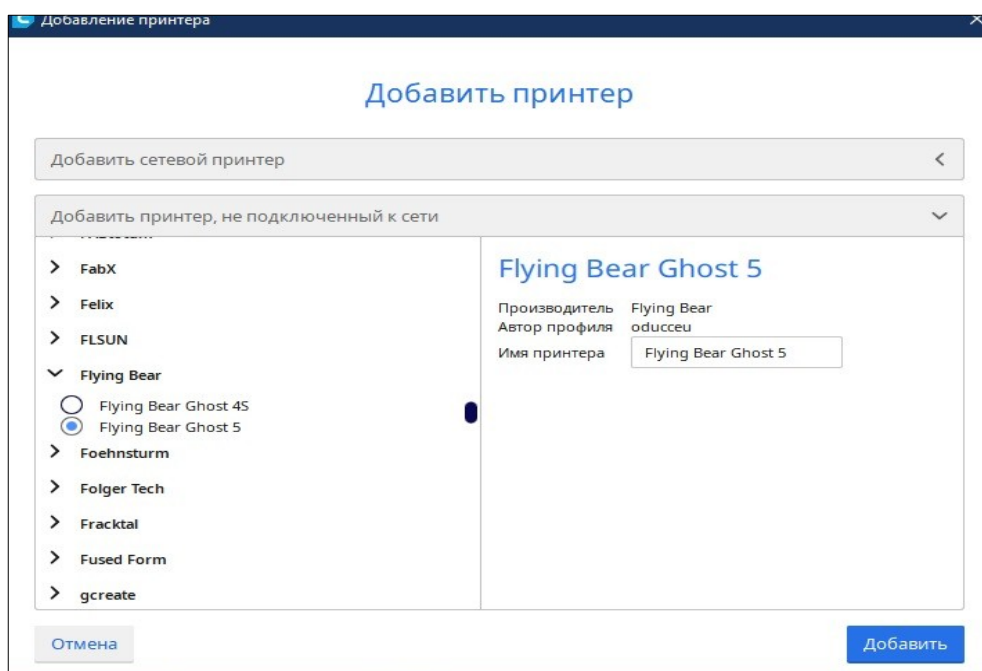 Добавление принтера
Добавить принтер
Добавить сетевой принтер
Добавить принтер, не подключенный к сети
FabX
Felix
FLSUN
Flying Bear
Flying Bear Ghost 4S
Flying Bear Ghost 5
Foehnsturm
Folger Tech
Fracktal
Fused Form
gcreate
Flying Bear Ghost 5
Производитель Flying Bear
Автор профиля oducceu
Имя принтера Flying Bear Ghost 5
Отмена
Добавить